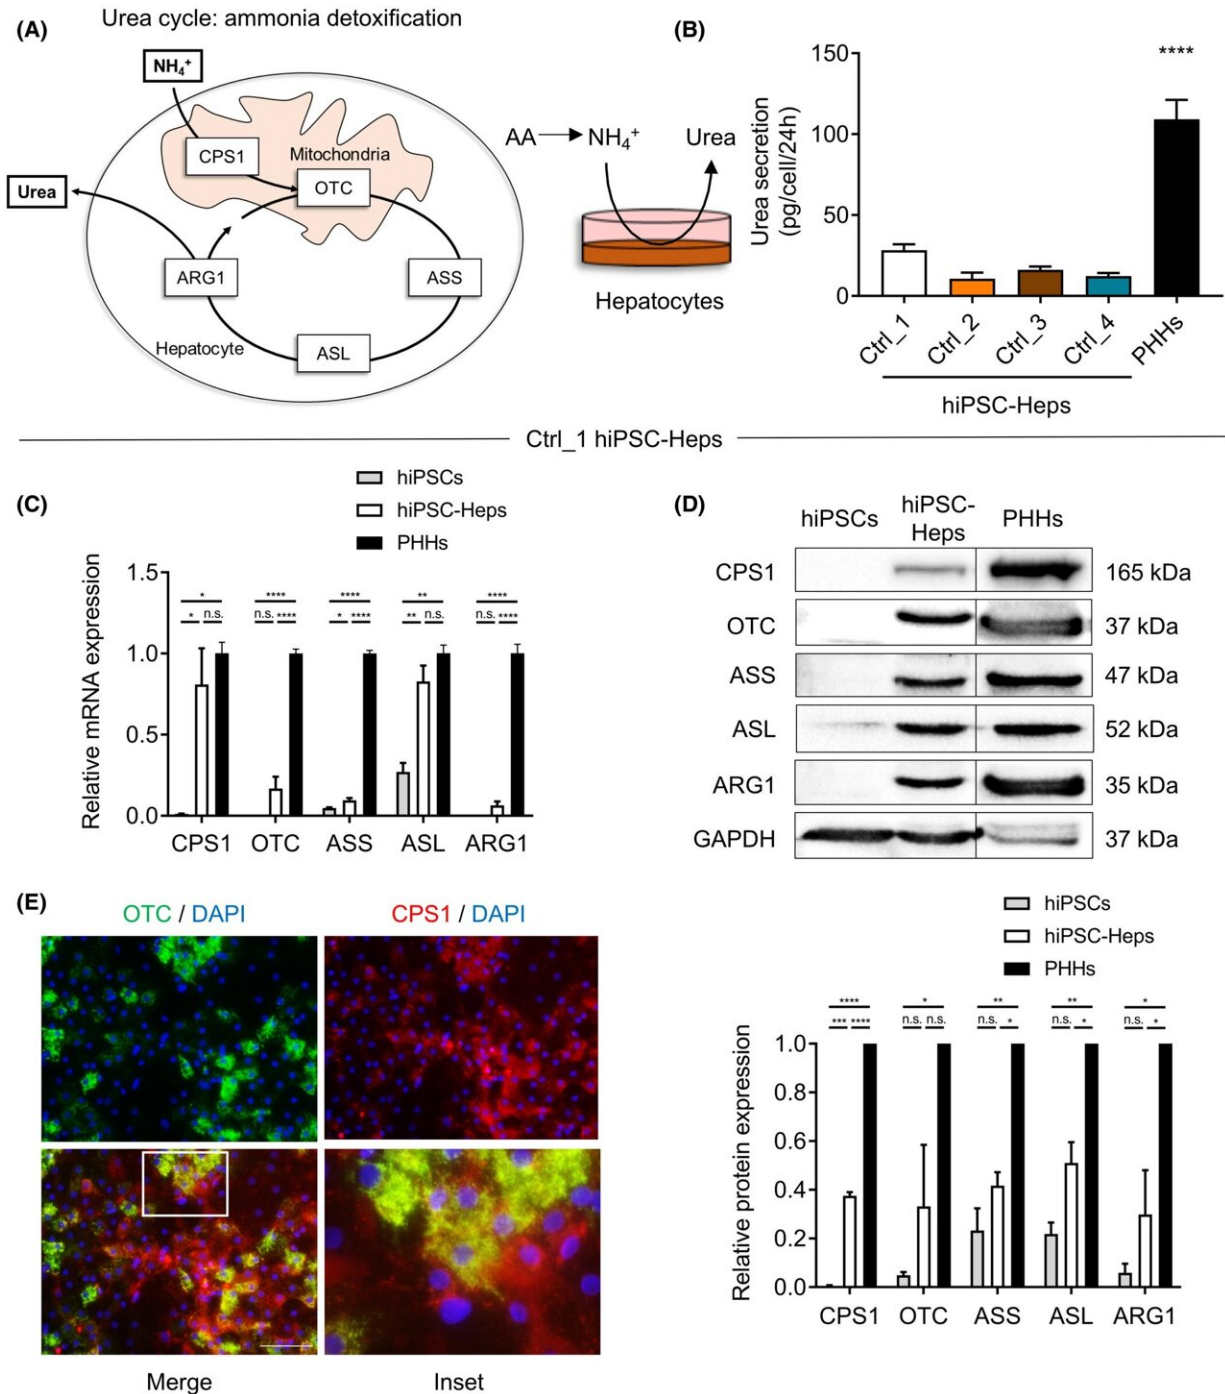 (A)
Urea cycle: ammonia detoxification
NH₄⁺
CPS1
Mitochondria
OTC
Urea
ARG1
ASS
Hepatocyte
ASL
AA
NH₄⁺
Urea
Hepatocytes
(B)
Urea secretion
(pg/cell/24h)
150
100
50
0
****
Ctrl_1
Ctrl_2
Ctrl_3
Ctrl_4
PHHs
hiPSC-Heps
Ctrl_1 hiPSC-Heps
(C)
hiPSCs
hiPSC-Heps
PHHs
Relative mRNA expression
1.5
1.0
0.5
0.0
* **** **** ** ****
* n.s. n.s. **** * **** ** n.s. n.s. ****
CPS1 OTC ASS ASL ARG1
(D)
hiPSCs hiPSC-Heps PHHs
CPS1 165 kDa
OTC 37 kDa
ASS 47 kDa
ASL 52 kDa
ARG1 35 kDa
GAPDH 37 kDa
hiPSCs
hiPSC-Heps
PHHs
Relative protein expression
**** * ** ** *
*** **** n.s. n.s. n.s. * n.s. * n.s. *
1.0
0.8
0.6
0.4
0.2
0.0
CPS1 OTC ASS ASL ARG1
(E)
OTC / DAPI
CPS1 / DAPI
Merge
Inset